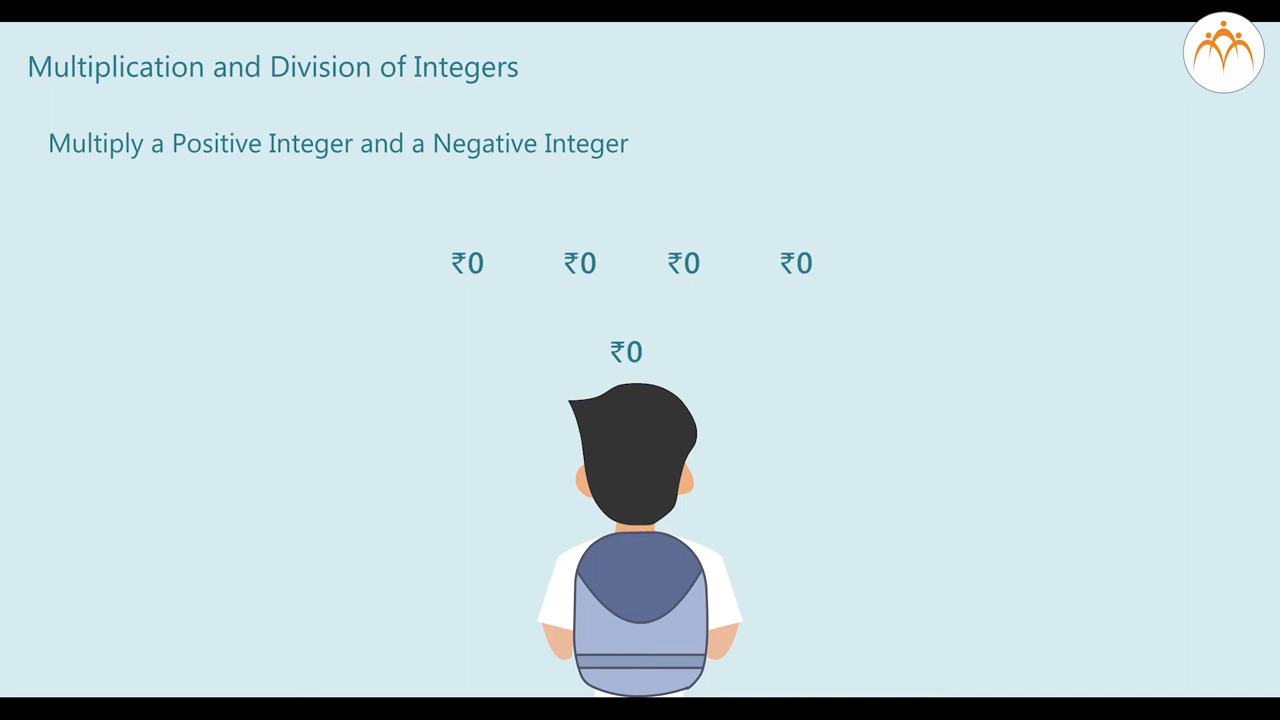 Multiplication and Division of Integers
Multiply a Positive Integer and a Negative Integer
₹0 ₹0 ₹0 ₹0
₹0